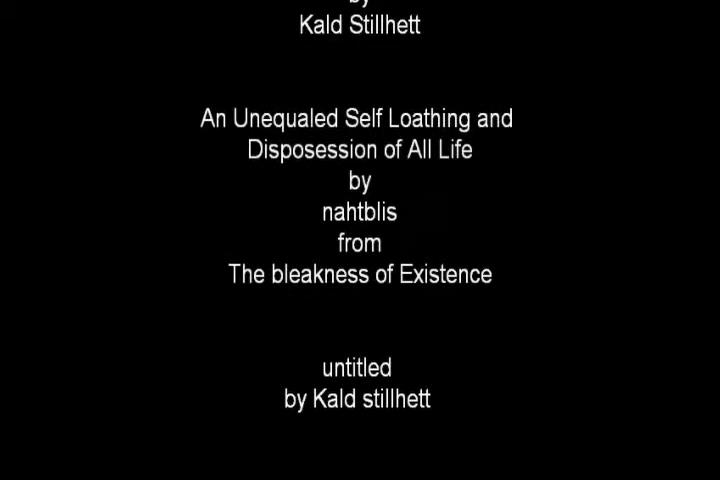 by
Kald Stillhett
An Unequaled Self Loathing and
Disposession of All Life
by
nahtblis
from
The bleakness of Existence
untitled
by Kald stillhett